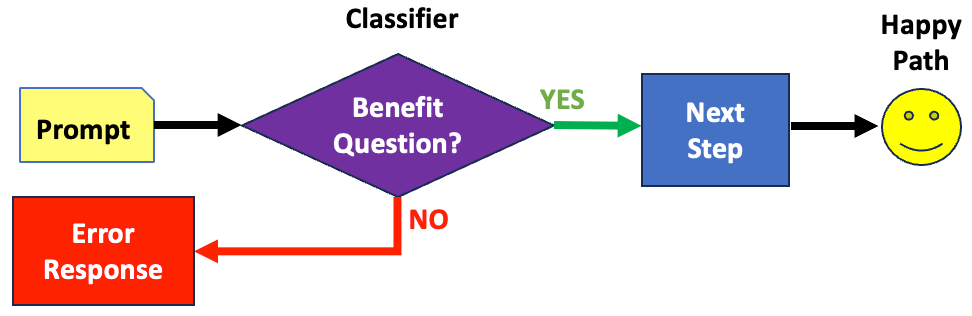 Classifier
Happy
Path
Prompt
Benefit
Question?
YES
Next
Step
NO
Error
Response